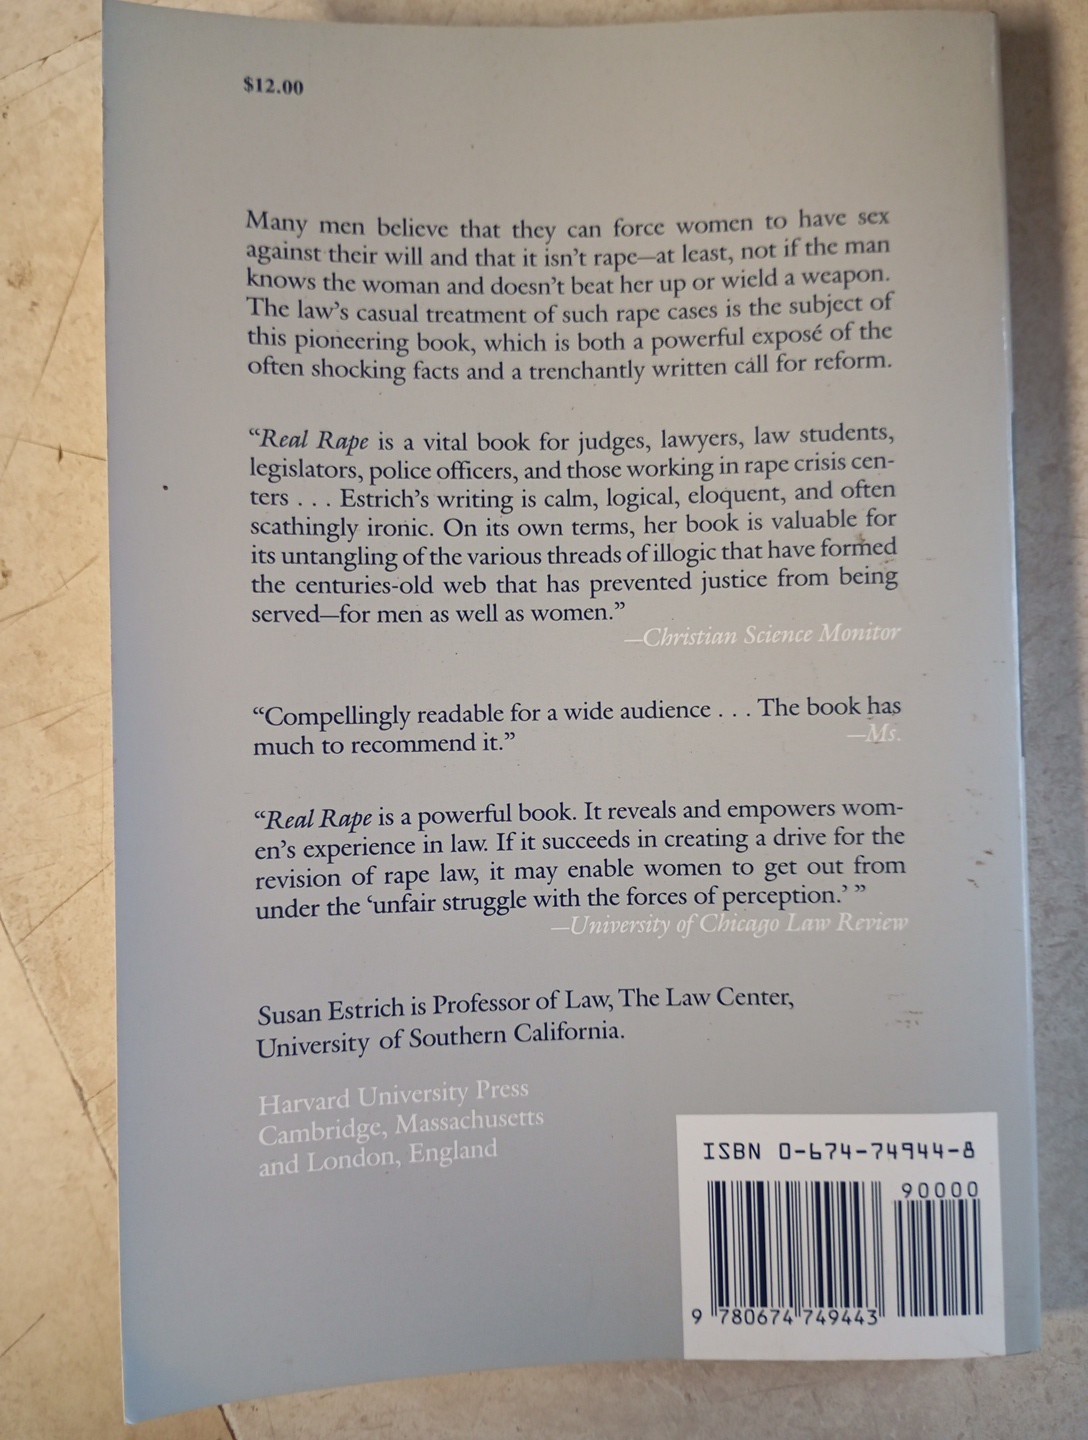 $12.00
Many men believe that they can force women to have sex
against their will and that it isn't rape—at least, not if the man
knows the woman and doesn't beat her up or wield a weapon.
The law's casual treatment of such rape cases is the subject of
this pioneering book, which is both a powerful exposé of the
often shocking facts and a trenchantly written call for reform.
“Real Rape is a vital book for judges, lawyers, law students,
legislators, police officers, and those working in rape crisis cen-
ters . . . Estrich's writing is calm, logical, eloquent, and often
scathingly ironic. On its own terms, her book is valuable for
its untangling of the various threads of illogic that have formed
the centuries-old web that has prevented justice from being
served—for men as well as women.”
—Christian Science Monitor
“Compellingly readable for a wide audience . . . The book has
much to recommend it.”
—Ms.
“Real Rape is a powerful book. It reveals and empowers wom-
en's experience in law. If it succeeds in creating a drive for the
revision of rape law, it may enable women to get out from
under the ‘unfair struggle with the forces of perception.’ ”
—University of Chicago Law Review
Susan Estrich is Professor of Law, The Law Center,
University of Southern California.
Harvard University Press
Cambridge, Massachusetts
and London, England
ISBN 0-674-74944-8
90000
9 780674 749443